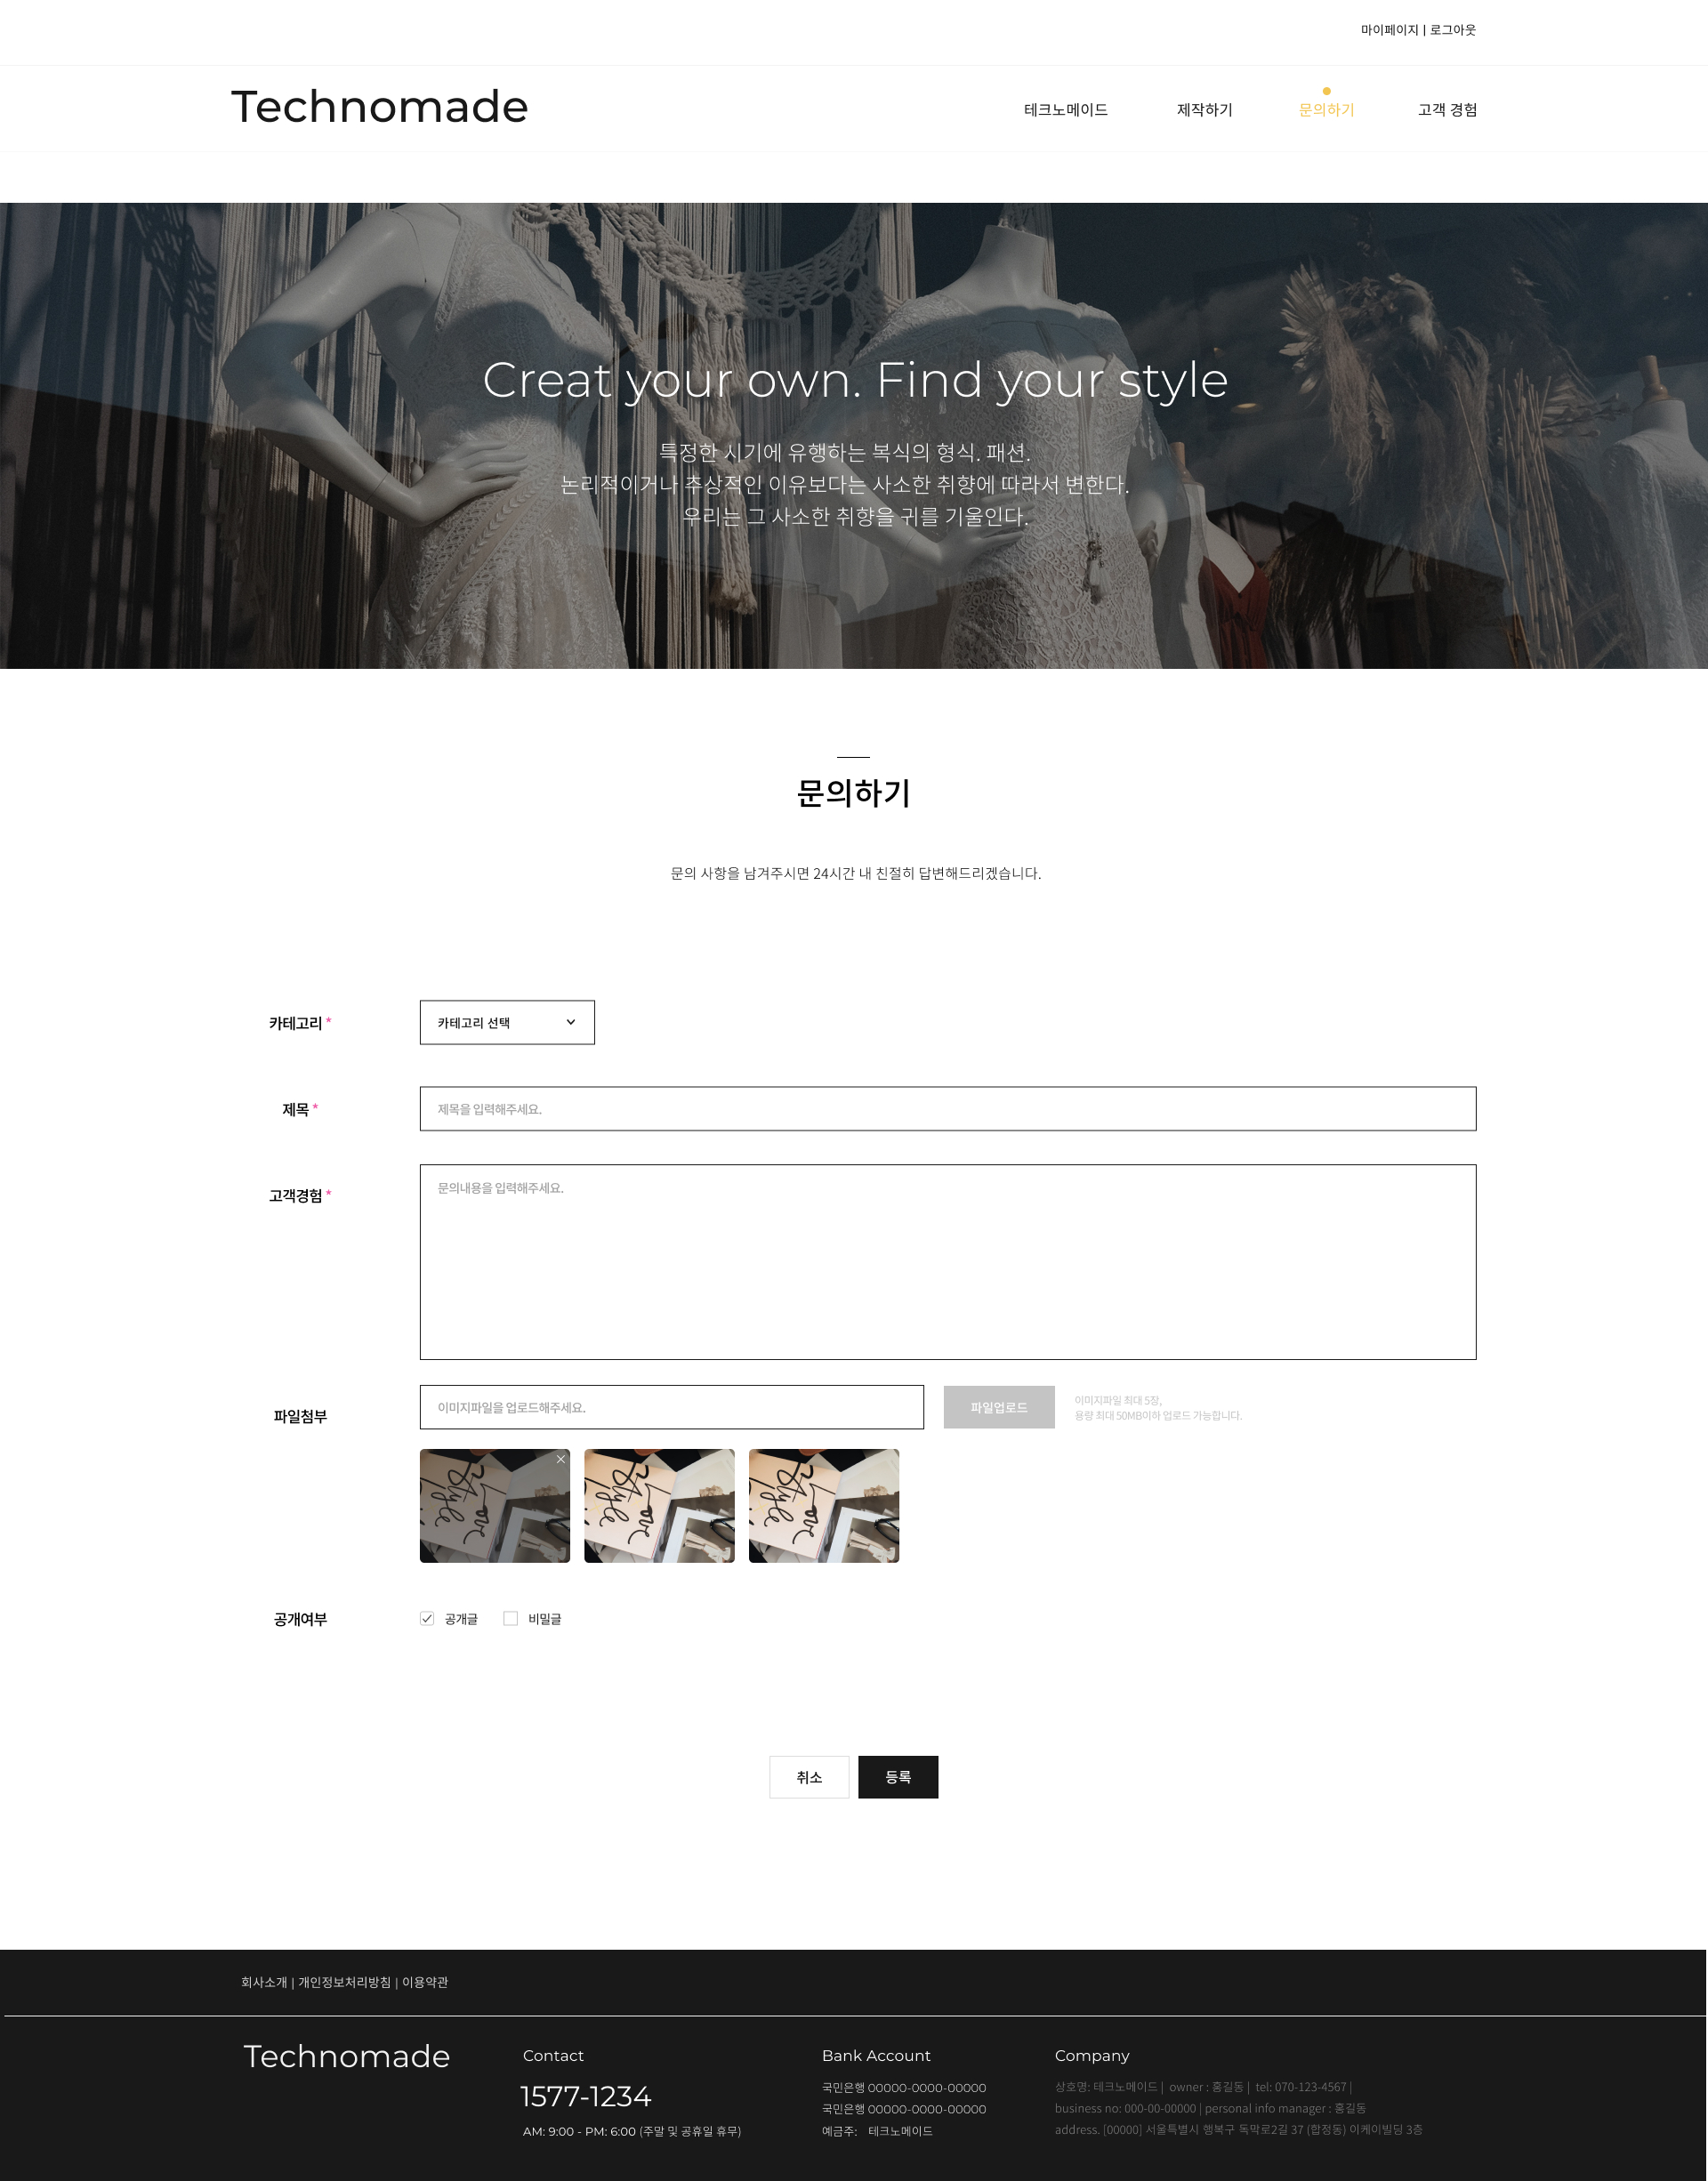 마이페이지 | 로그아웃
Technomade
테크노메이드
제작하기
문의하기
고객 경험
Creat your own. Find your style
특정한 시기에 유행하는 복식의 형식. 패션.
논리적이거나 추상적인 이유보다는 사소한 취향에 따라서 변한다.
우리는 그 사소한 취향을 귀를 기울인다.
문의하기
문의 사항을 남겨주시면 24시간 내 친절히 답변해드리겠습니다.
카테고리 *
카테고리 선택
제목 *
제목을 입력해주세요.
고객경험 *
문의내용을 입력해주세요.
파일첨부
이미지파일을 업로드해주세요.
파일업로드
이미지파일 최대 5장,
용량 최대 50MB이하 업로드 가능합니다.
공개여부
공개글
비밀글
취소
등록
회사소개 | 개인정보처리방침 | 이용약관
Technomade
Contact
1577-1234
AM: 9:00 - PM: 6:00 (주말 및 공휴일 휴무)
Bank Account
국민은행 00000-0000-00000
국민은행 00000-0000-00000
예금주: 테크노메이드
Company
상호명: 테크노메이드 | owner : 홍길동 | tel: 070-123-4567 |
business no: 000-00-00000 | personal info manager : 홍길동
address. [00000] 서울특별시 행복구 독막로2길 37 (합정동) 이케이빌딩 3층